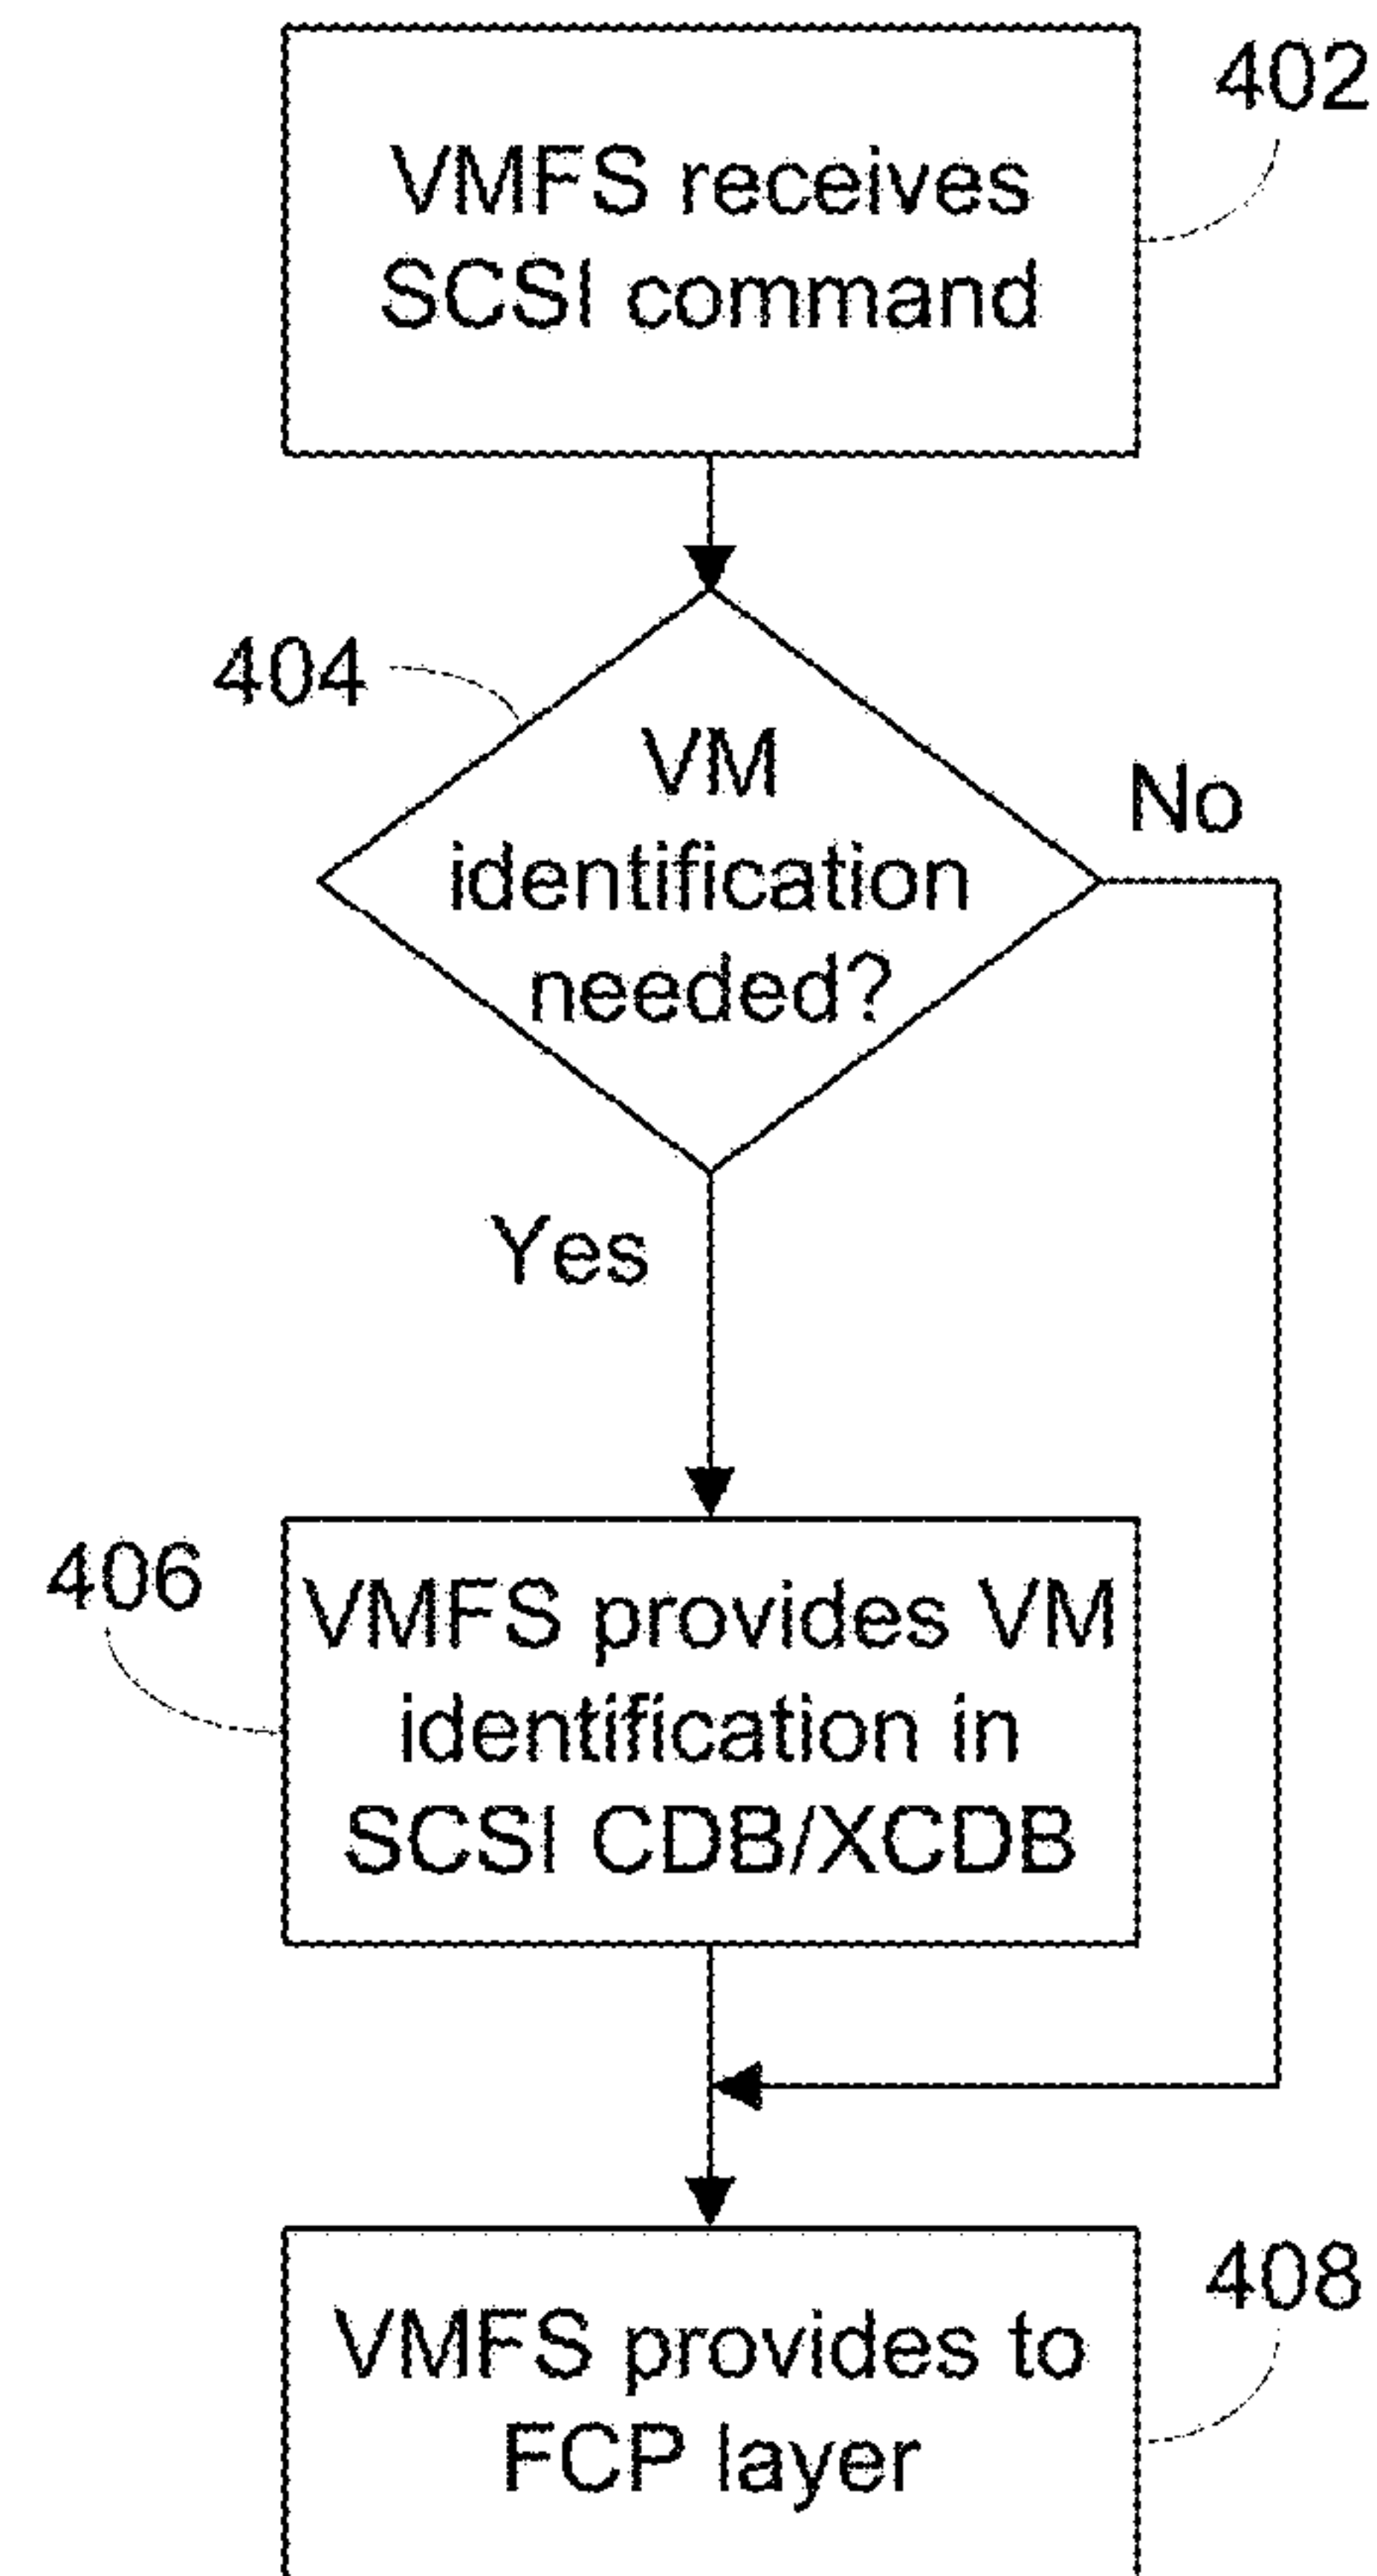 402
VMFS receives
SCSI command
404
VM
identification
needed?
No
Yes
406
VMFS provides VM
identification in
SCSI CDB/XCDB
408
VMFS provides to
FCP layer